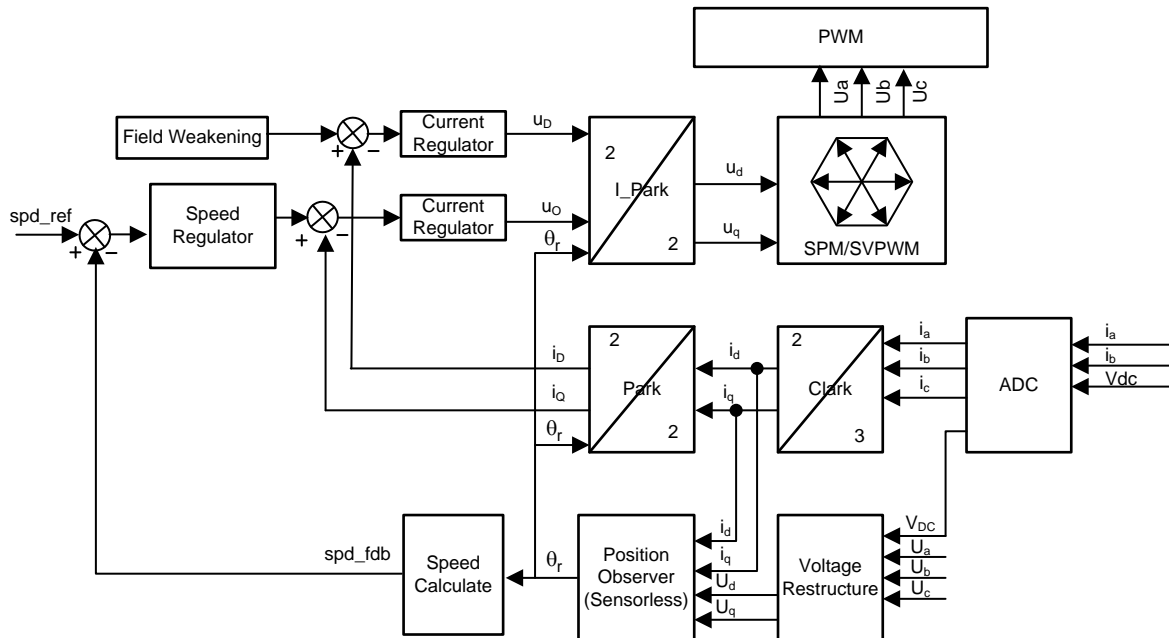 PWM
Ua
Ub
Uc
Field Weakening
+
−
Current
Regulator
uD
2
I_Park
2
ud
uq
SPM/SVPWM
spd_ref
+
−
Speed
Regulator
+
−
Current
Regulator
uO
θr
iD
iQ
θr
2
Park
2
id
iq
2
Clark
3
ia
ib
ic
ADC
ia
ib
Vdc
spd_fdb
Speed
Calculate
θr
Position
Observer
(Sensorless)
id
iq
Ud
Uq
Voltage
Restructure
VDC
Ua
Ub
Uc